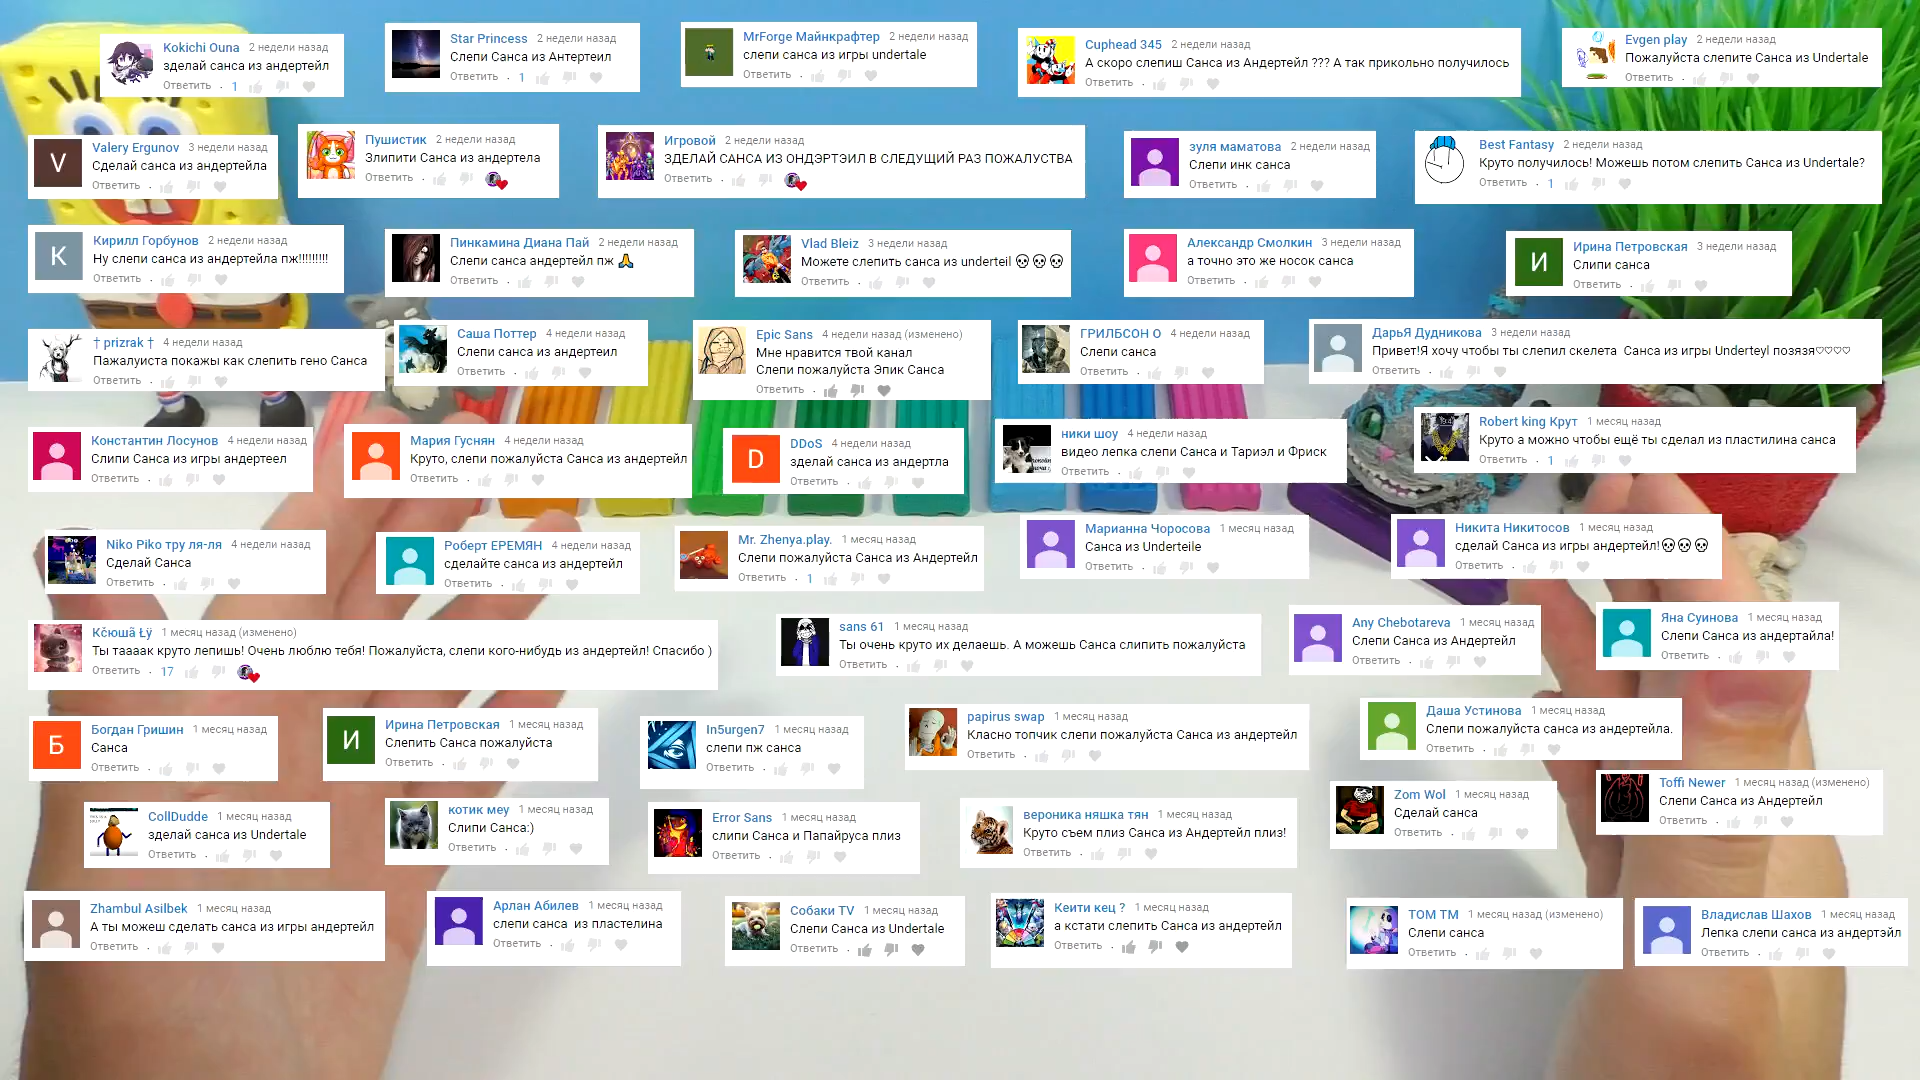 Kokichi Ouna 2 недели назад
зделай санса из андертейл
Ответить 1
Star Princess 2 недели назад
Слепи Санса из Антертеил
Ответить 1
MrForge Майнкрафтер 2 недели назад
слепи санса из игры undertale
Ответить
Cuphead 345 2 недели назад
А скоро слепиш Санса из Андертейл ??? А так прикольно получилось
Ответить
Evgen play 2 недели назад
Пожалуйста слепите Санса из Undertale
Ответить
V
Valery Ergunov 3 недели назад
Сделай санса из андертейла
Ответить
Пушистик 2 недели назад
Злипити Санса из андертела
Ответить
Игровой 2 недели назад
ЗДЕЛАЙ САНСА ИЗ ОНДЭРТЭИЛ В СЛЕДУЩИЙ РАЗ ПОЖАЛУСТВА
Ответить
зуля маматова 2 недели назад
Слепи инк санса
Ответить
Best Fantasy 2 недели назад
Круто получилось! Можешь потом слепить Санса из Undertale?
Ответить 1
К
Кирилл Горбунов 2 недели назад
Ну слепи санса из андертейла пж!!!!!!!!!
Ответить
Пинкамина Диана Пай 2 недели назад
Слепи санса андертейл пж 🙏
Ответить
Vlad Bleiz 3 недели назад
Можете слепить санса из underteil 💀💀💀
Ответить
Александр Смолкин 3 недели назад
а точно это же носок санса
Ответить
И
Ирина Петровская 3 недели назад
Слипи санса
Ответить
† prizrak † 4 недели назад
Пажалуиста покажы как слепить гено Санса
Ответить
Саша Поттер 4 недели назад
Слепи санса из андертеил
Ответить
Epic Sans 4 недели назад (изменено)
Мне нравится твой канал
Слепи пожалуйста Эпик Санса
Ответить
ГРИЛБСОН О 4 недели назад
Слепи санса
Ответить
ДарьЯ Дудникова 3 недели назад
Привет!Я хочу чтобы ты слепил скелета Санса из игры Underteyl позязя♡♡♡♡
Ответить
Константин Лосунов 4 недели назад
Слипи Санса из игры андертеел
Ответить
Мария Гуснян 4 недели назад
Круто, слепи пожалуйста Санса из андертейл
Ответить
D
DDoS 4 недели назад
зделай санса из андертла
Ответить
ники шоу 4 недели назад
видео лепка слепи Санса и Тариэл и Фриск
Ответить
Robert king Крут 1 месяц назад
Круто а можно чтобы ещё ты сделал из пластилина санса
Ответить 1
Niko Piko тру ля-ля 4 недели назад
Сделай Санса
Ответить
Роберт ЕРЕМЯН 4 недели назад
сделайте санса из андертейл
Ответить
Mr. Zhenya.play. 1 месяц назад
Слепи пожалуйста Санса из Андертейл
Ответить 1
Марианна Чоросова 1 месяц назад
Санса из Underteile
Ответить
Никита Никитосов 1 месяц назад
сделай Санса из игры андертейл!💀💀💀
Ответить
Кčюшã Łÿ 1 месяц назад (изменено)
Ты таааак круто лепишь! Очень люблю тебя! Пожалуйста, слепи кого-нибудь из андертейл! Спасибо )
Ответить 17
sans 61 1 месяц назад
Ты очень круто их делаешь. А можешь Санса слипить пожалуйста
Ответить
Any Chebotareva 1 месяц назад
Слепи Санса из Андертейл
Ответить
Яна Суинова 1 месяц назад
Слепи Санса из андертайла!
Ответить
Б
Богдан Гришин 1 месяц назад
Санса
Ответить
И
Ирина Петровская 1 месяц назад
Слепить Санса пожалуйста
Ответить
In5urgen7 1 месяц назад
слепи пж санса
Ответить
papirus swap 1 месяц назад
Класно топчик слепи пожалуйста Санса из андертейл
Ответить
Даша Устинова 1 месяц назад
Слепи пожалуйста санса из андертейла.
Ответить
CollDudde 1 месяц назад
зделай санса из Undertale
Ответить
котик меу 1 месяц назад
Слипи Санса:)
Ответить
Error Sans 1 месяц назад
слипи Санса и Папайруса плиз
Ответить
вероника няшка тян 1 месяц назад
Круто съем плиз Санса из Андертейл плиз!
Ответить
Zom Wol 1 месяц назад
Сделай санса
Ответить
Toffi Newer 1 месяц назад (изменено)
Слепи Санса из Андертейл
Ответить
Zhambul Asilbek 1 месяц назад
А ты можеш сделать санса из игры андертейл
Ответить
Арлан Абилев 1 месяц назад
слепи санса из пластелина
Ответить
Собаки TV 1 месяц назад
Слепи Санса из Undertale
Ответить
Кеити кец ? 1 месяц назад
а кстати слепить Санса из андертейл
Ответить
ТОМ ТМ 1 месяц назад (изменено)
Слепи санса
Ответить
Владислав Шахов 1 месяц назад
Лепка слепи санса из андертэйл
Ответить